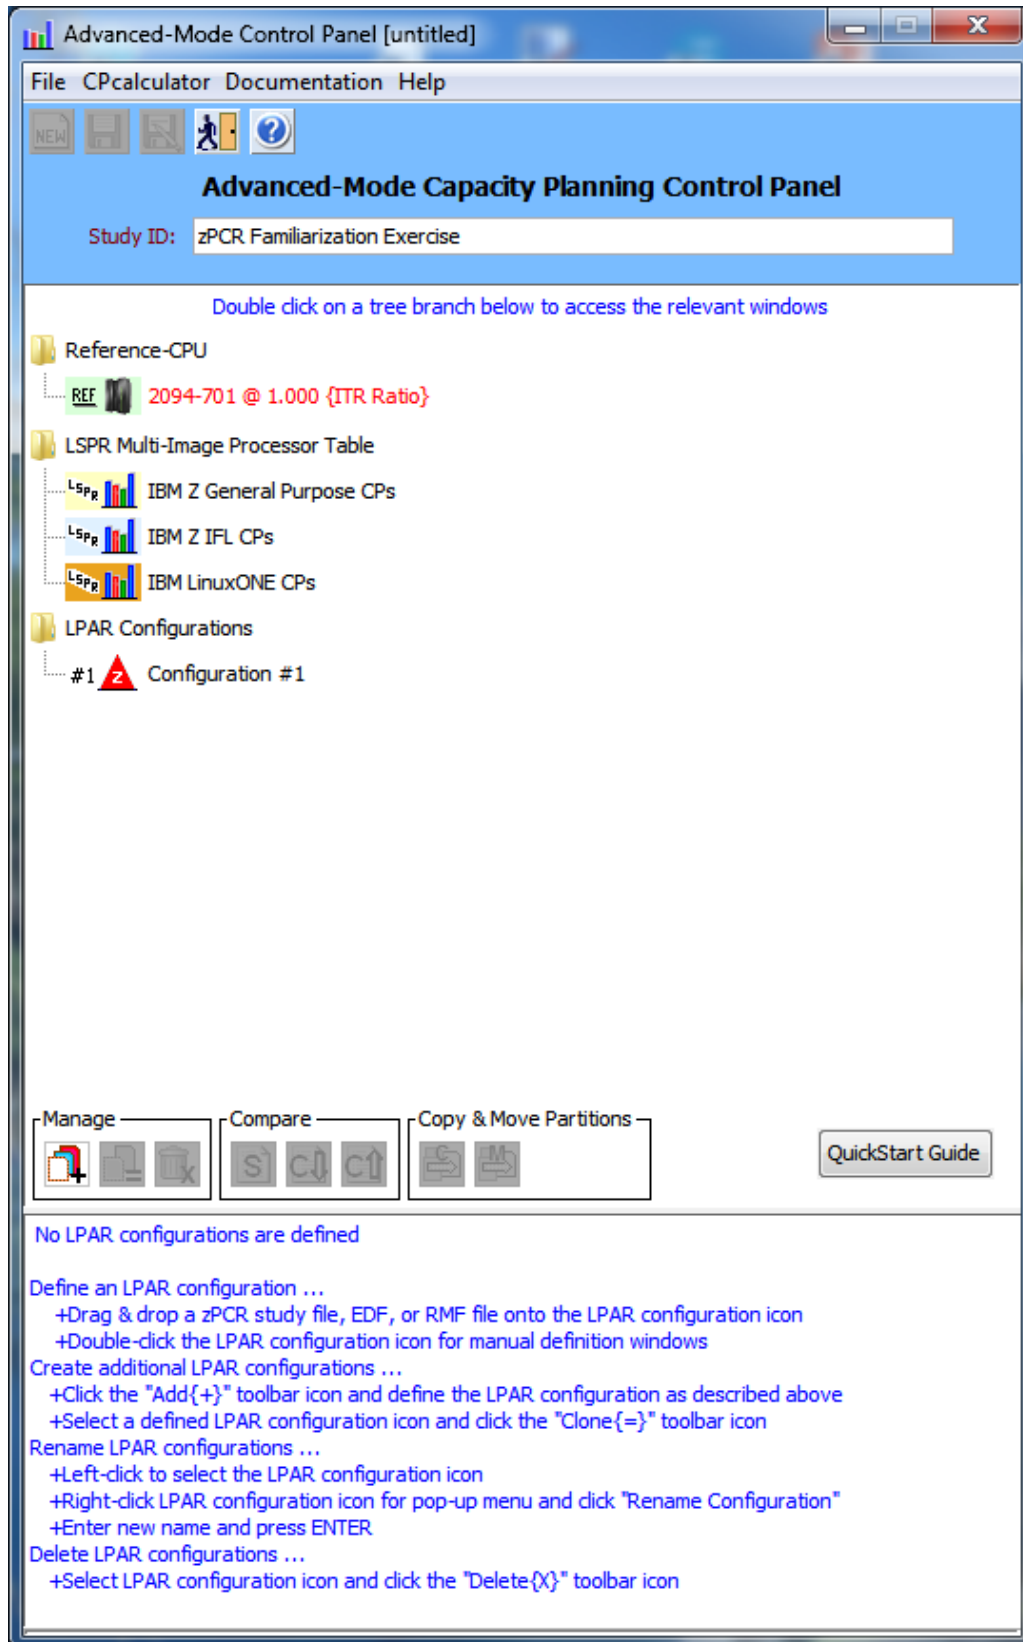 Advanced-Mode Control Panel [untitled]
File CPcalculator Documentation Help
NEW
Advanced-Mode Capacity Planning Control Panel
Study ID: zPCR Familiarization Exercise
Double click on a tree branch below to access the relevant windows
Reference-CPU
REF 2094-701 @ 1.000 {ITR Ratio}
LSPR Multi-Image Processor Table
LSPR IBM Z General Purpose CPs
LSPR IBM Z IFL CPs
LSPR IBM LinuxONE CPs
LPAR Configurations
#1 z Configuration #1
Manage Compare Copy & Move Partitions
S C C C M
QuickStart Guide
No LPAR configurations are defined
Define an LPAR configuration ...
+Drag & drop a zPCR study file, EDF, or RMF file onto the LPAR configuration icon
+Double-click the LPAR configuration icon for manual definition windows
Create additional LPAR configurations ...
+Click the "Add{+}" toolbar icon and define the LPAR configuration as described above
+Select a defined LPAR configuration icon and click the "Clone{=}" toolbar icon
Rename LPAR configurations ...
+Left-click to select the LPAR configuration icon
+Right-click LPAR configuration icon for pop-up menu and click "Rename Configuration"
+Enter new name and press ENTER
Delete LPAR configurations ...
+Select LPAR configuration icon and click the "Delete{X}" toolbar icon